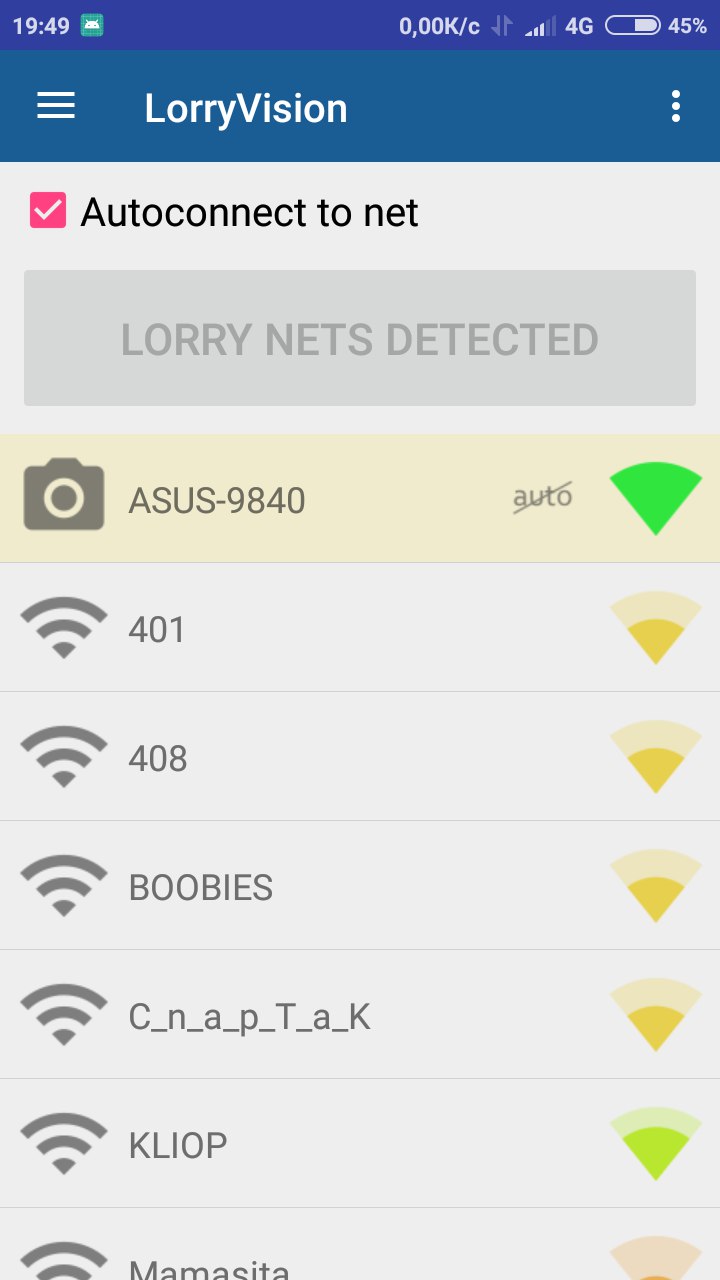 19:49 0,00K/c 4G 45%
LorryVision
Autoconnect to net
LORRY NETS DETECTED
ASUS-9840 auto
401
408
BOOBIES
C_n_a_p_T_a_K
KLIOP
Mamasita